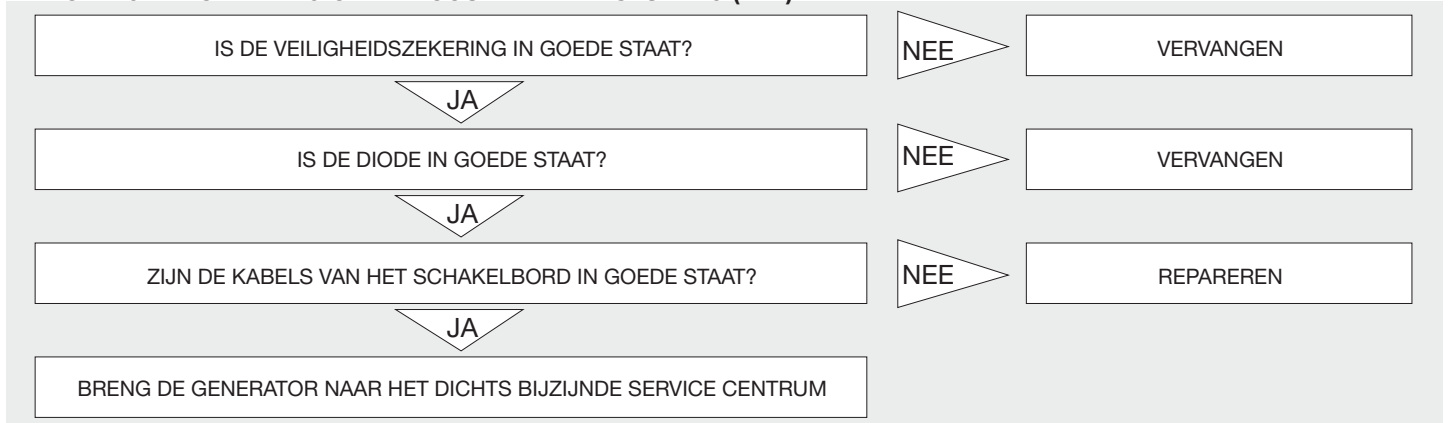 IS DE VEILIGHEIDSZEKERING IN GOEDE STAAT?
NEE
VERVANGEN
JA
IS DE DIODE IN GOEDE STAAT?
NEE
VERVANGEN
JA
ZIJN DE KABELS VAN HET SCHAKELBORD IN GOEDE STAAT?
NEE
REPAREREN
JA
BRENG DE GENERATOR NAAR HET DICHTS BIJZIJNDE SERVICE CENTRUM